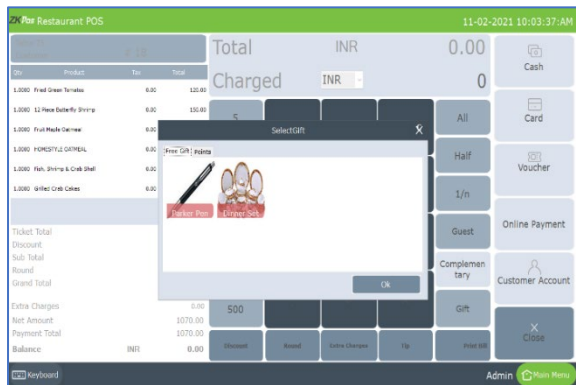 ZKPos Restaurant POS
11-02-2021 10:03:37 AM
Total INR 0.00
Charged INR 0
Qty Product Tax Total
1.0000 Fried Green Tomatos 0.00 120.00
1.0000 12 Piece Butterfly Shrimp 0.00 150.00
1.0000 Fruit Maple Oatmeal 0.00
1.0000 HOMESTYLE OATMEAL 0.00
1.0000 Fish, Shrimp & Crab Shell 0.00
1.0000 Grilled Crab Cakes 0.00
Ticket Total
Discount
Sub Total
Round
Grand Total
Extra Charges 0.00
Net Amount 1070.00
Payment Total 1070.00
Balance INR 0.00
SelectGift
Free Gift Points
Parker Pen Dinner Set
Ok
5
500
All
Half
1/n
Guest
Complemen
tary
Gift
Discount Round Extra Charges Tip Print Bill
Cash
Card
Voucher
Online Payment
Customer Account
Close
Keyboard
Admin Main Menu